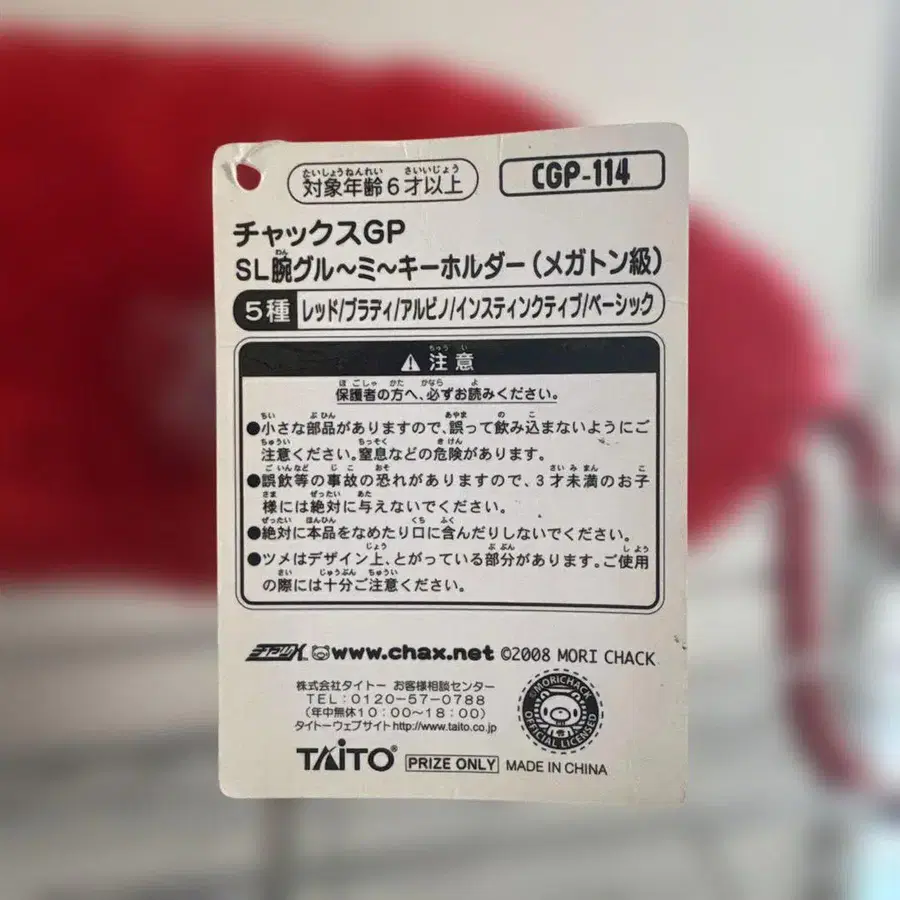 たいしょうねんれい さいいじょう
対象年齢6才以上
CGP-114
チャックスGP
わん
SL腕グル〜ミ〜キーホルダー(メガトン級)
5種 レッド/ブラディ/アルビノ/インスティンクティブ/ベーシック
ちゅうい
注意
ほごしゃ かた かなら よ
保護者の方へ、必ずお読みください。
ちい ぶひん あやま の こ
●小さな部品がありますので、誤って飲み込まないようにご
ちゅうい ちっそく きけん
注意ください。窒息などの危険があります。
ごいんなど じこ おそ さいみまん こ
●誤飲等の事故の恐れがありますので、3才未満のお子
さま ぜったい あた
様には絶対に与えないでください。
ぜったい ほんひん くち ふく
●絶対に本品をなめたり口に含んだりしないでください。
じょう ぶぶん しよう
●ツメはデザイン上、とがっている部分があります。ご使用
さい じゅうぶん ちゅうい
の際には十分ご注意ください。
www.chax.net ©2008 MORI CHACK
株式会社タイトー お客様相談センター
TEL:0120-57-0788
(年中無休10:00〜18:00)
タイトーウェブサイト http://www.taito.co.jp
©MORICHACK
OFFICIAL LICENSED
TAITO® PRIZE ONLY MADE IN CHINA